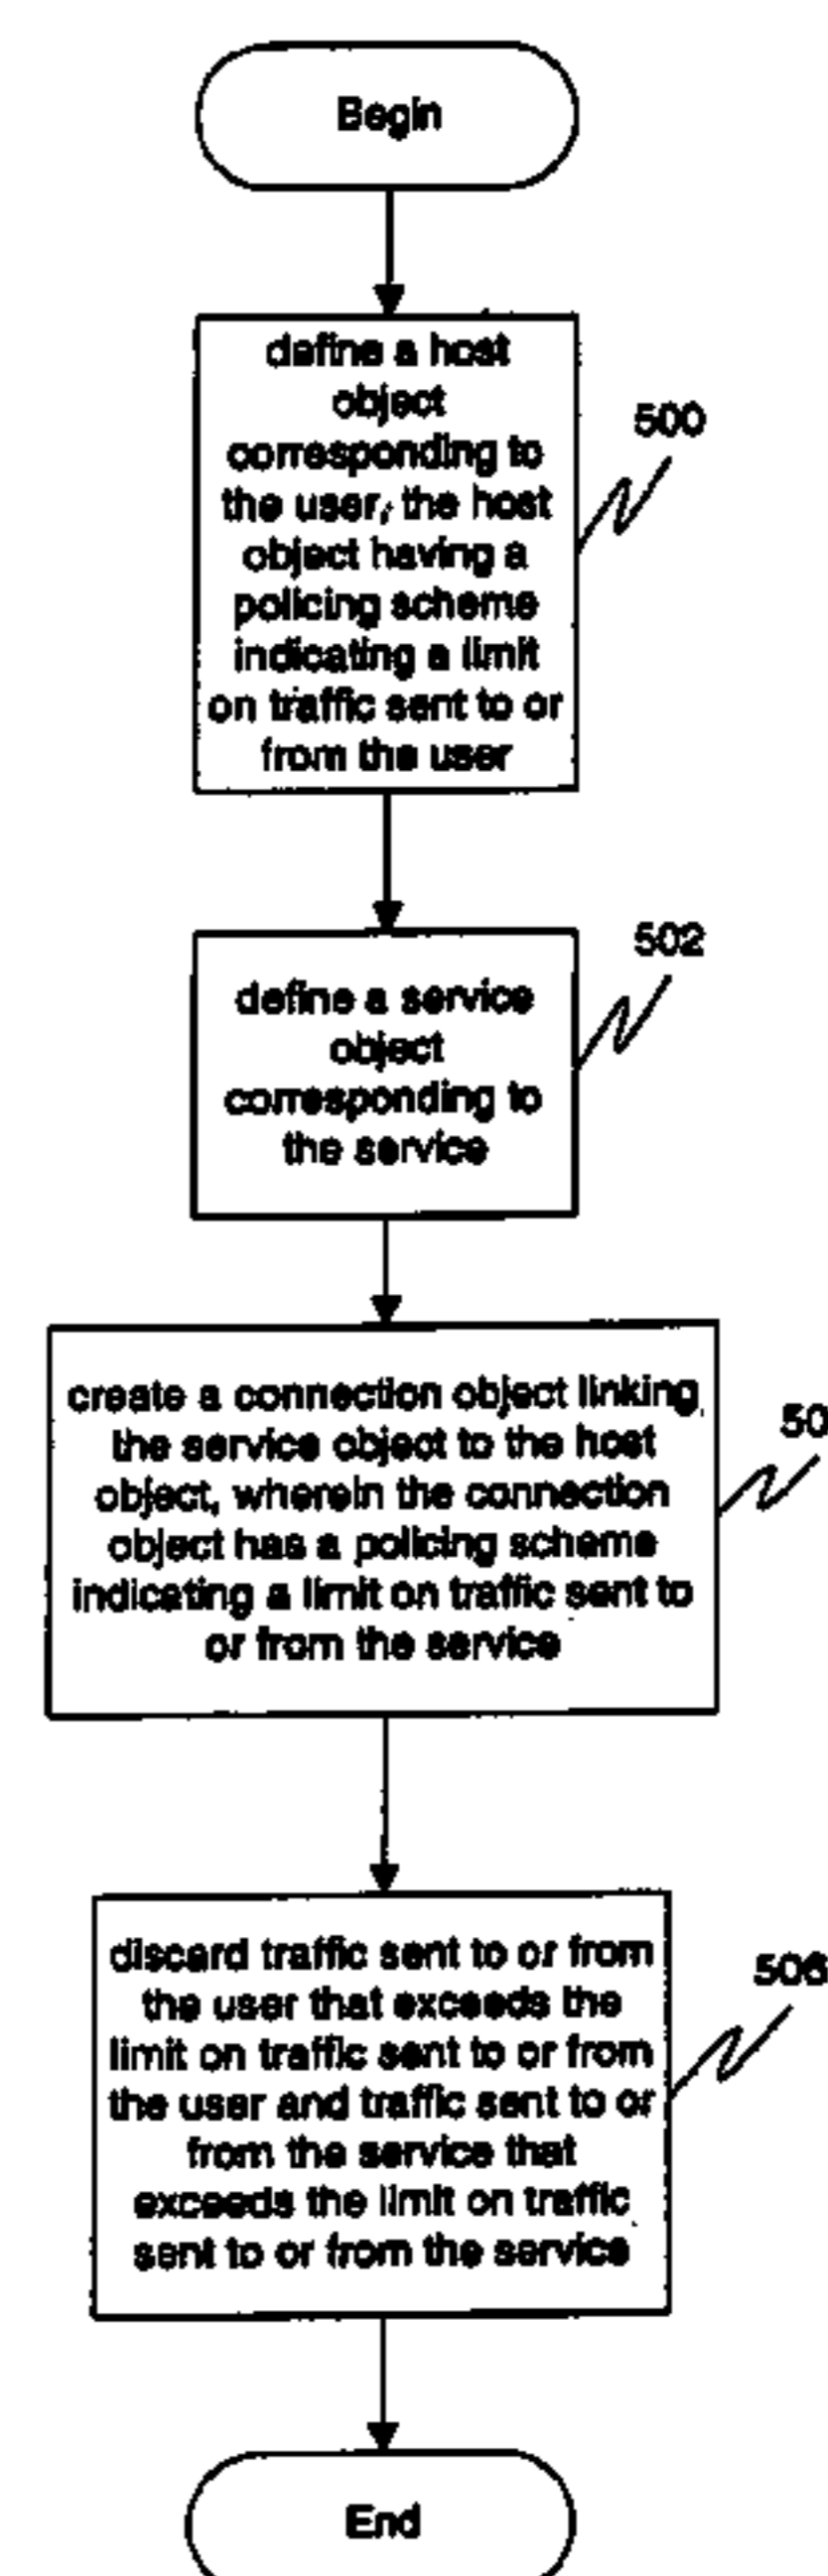 Begin
define a host
object
corresponding to
the user, the host
object having a
policing scheme
indicating a limit
on traffic sent to or
from the user
500
define a service
object
corresponding to
the service
502
create a connection object linking
the service object to the host
object, wherein the connection
object has a policing scheme
indicating a limit on traffic sent to
or from the service
50
discard traffic sent to or from
the user that exceeds the
limit on traffic sent to or from
the user and traffic sent to or
from the service that
exceeds the limit on traffic
sent to or from the service
506
End